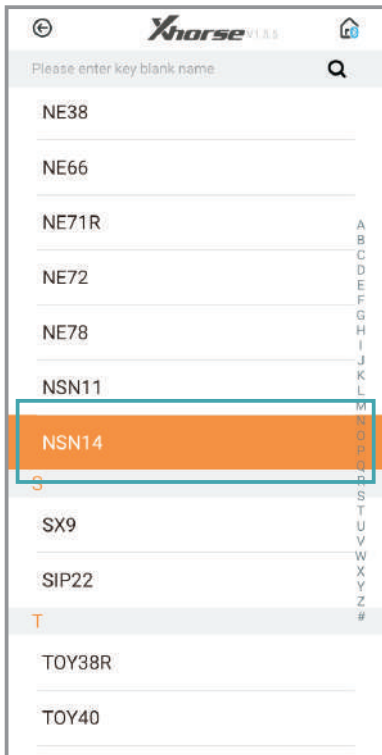 Xhorse V1.5.5
Please enter key blank name
NE38
NE66
NE71R
NE72
NE78
NSN11
NSN14
S
SX9
SIP22
T
TOY38R
TOY40
A
B
C
D
E
F
G
H
I
J
K
L
M
N
O
P
Q
R
S
T
U
V
W
X
Y
Z
#